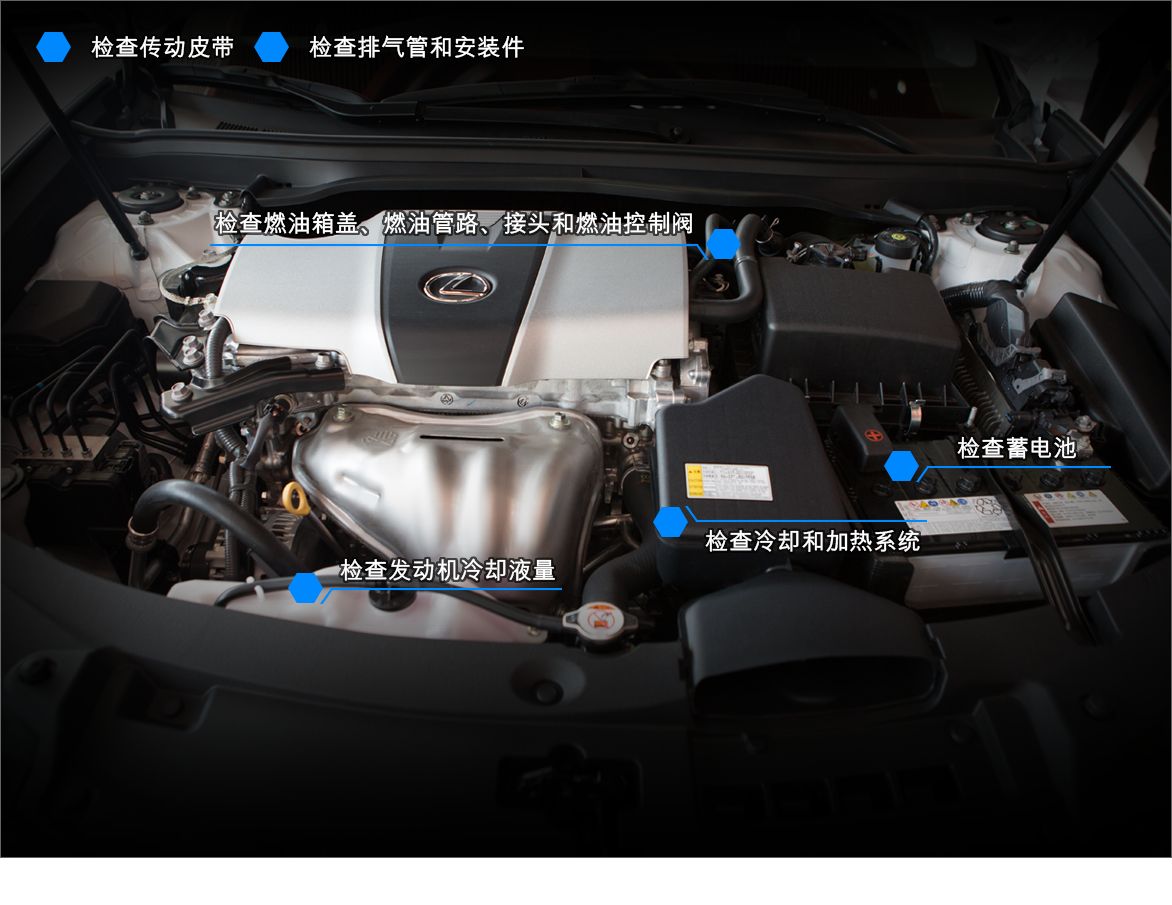 检查传动皮带
检查排气管和安装件
检查燃油箱盖、燃油管路、接头和燃油控制阀
检查蓄电池
检查冷却和加热系统
检查发动机冷却液量